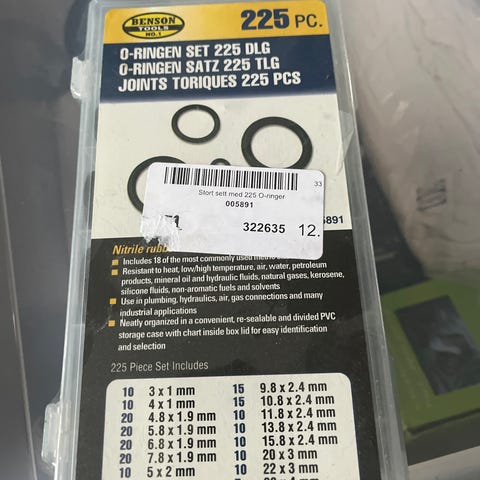 BENSON
TOOLS
NO.1
225 PC.
O-RINGEN SET 225 DLG
O-RINGEN SATZ 225 TLG
JOINTS TORIQUES 225 PCS
33
Stort sett med 225 O-ringer
005891
322635 12.
5891
Nitrile rubb
Includes 18 of the most commonly used
Resistant to heat, low/high temperature, air, water, petroleum
products, mineral oil and hydraulic fluids, natural gases, kerosene,
silicone fluids, non-aromatic fuels and solvents
Use in plumbing, hydraulics, air, gas connections and many
industrial applications
Neatly organized in a convenient, re-sealable and divided PVC
storage case with chart inside box lid for easy identification
and selection
225 Piece Set Includes
10 3 x 1 mm
10 4 x 1 mm
20 4.8 x 1.9 mm
20 5.8 x 1.9 mm
20 6.8 x 1.9 mm
20 7.8 x 1.9 mm
10 5 x 2 mm
15 9.8 x 2.4 mm
15 10.8 x 2.4 mm
10 11.8 x 2.4 mm
10 13.8 x 2.4 mm
10 15.8 x 2.4 mm
10 20 x 3 mm
10 22 x 3 mm